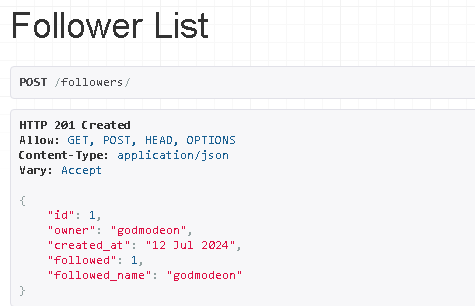 Follower List
POST /followers/
HTTP 201 Created
Allow: GET, POST, HEAD, OPTIONS
Content-Type: application/json
Vary: Accept
{
    "id": 1,
    "owner": "godmodeon",
    "created_at": "12 Jul 2024",
    "followed": 1,
    "followed_name": "godmodeon"
}